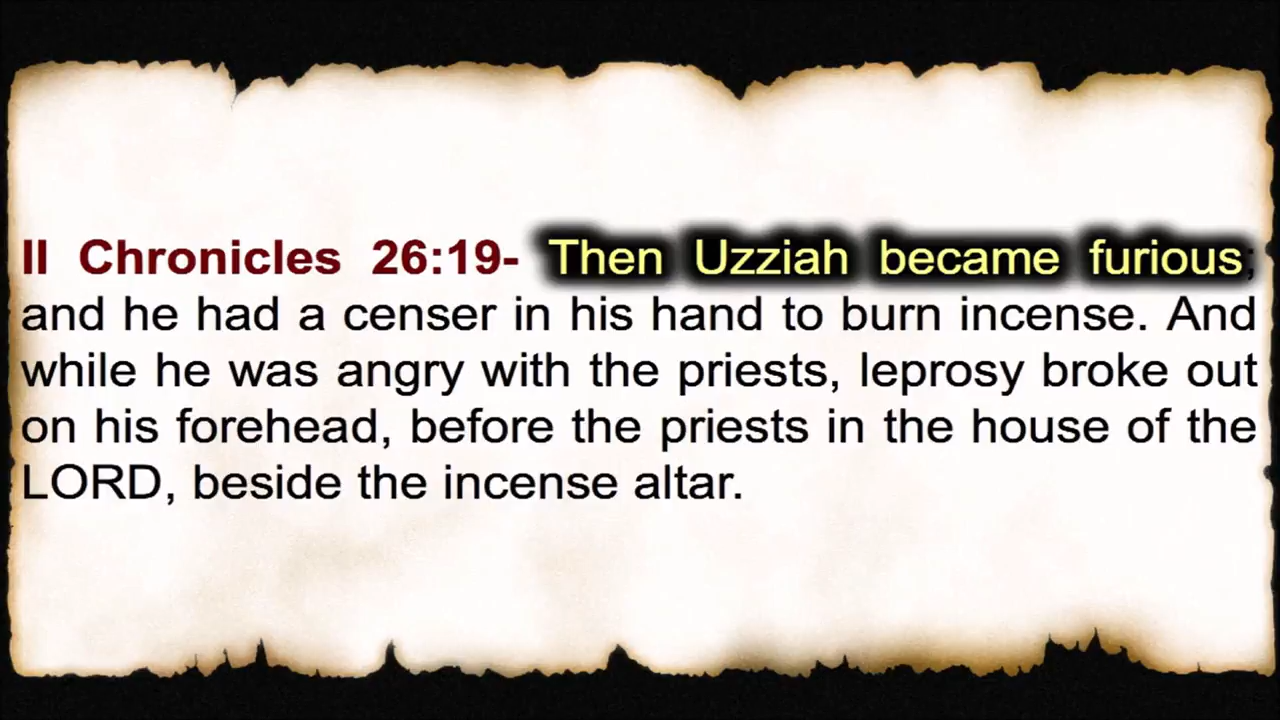 II Chronicles 26:19- Then Uzziah became furious;
and he had a censer in his hand to burn incense. And
while he was angry with the priests, leprosy broke out
on his forehead, before the priests in the house of the
LORD, beside the incense altar.